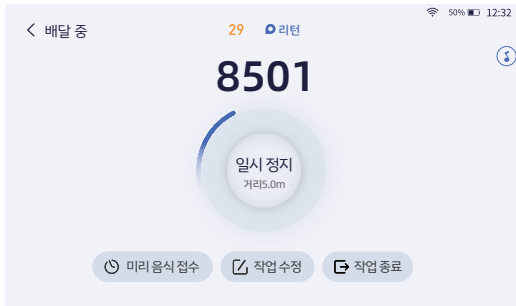 50% 12:32
배달 중
29 리턴
8501
일시 정지
거리5.0m
미리 음식 접수
작업 수정
작업 종료